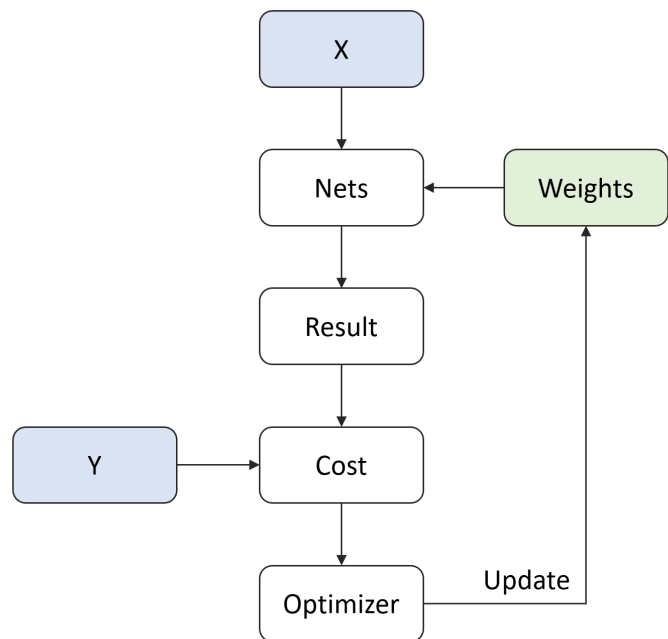 X
Nets
Weights
Result
Y
Cost
Update
Optimizer